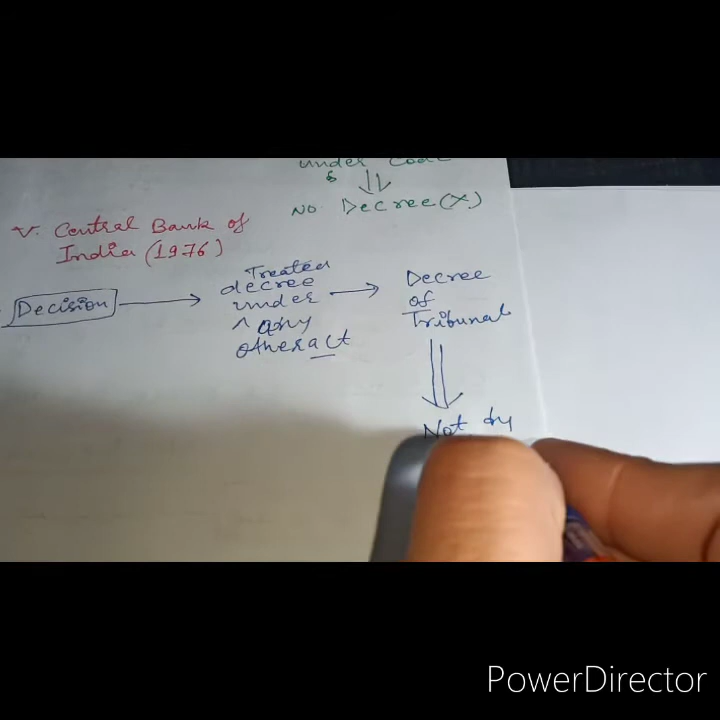 under Code
&
NO Decree (X)
V. Central Bank of
India (1976)
Decision
Treated
decree
under
^ any
other act
Decree
of
Tribunal
Not by
PowerDirector